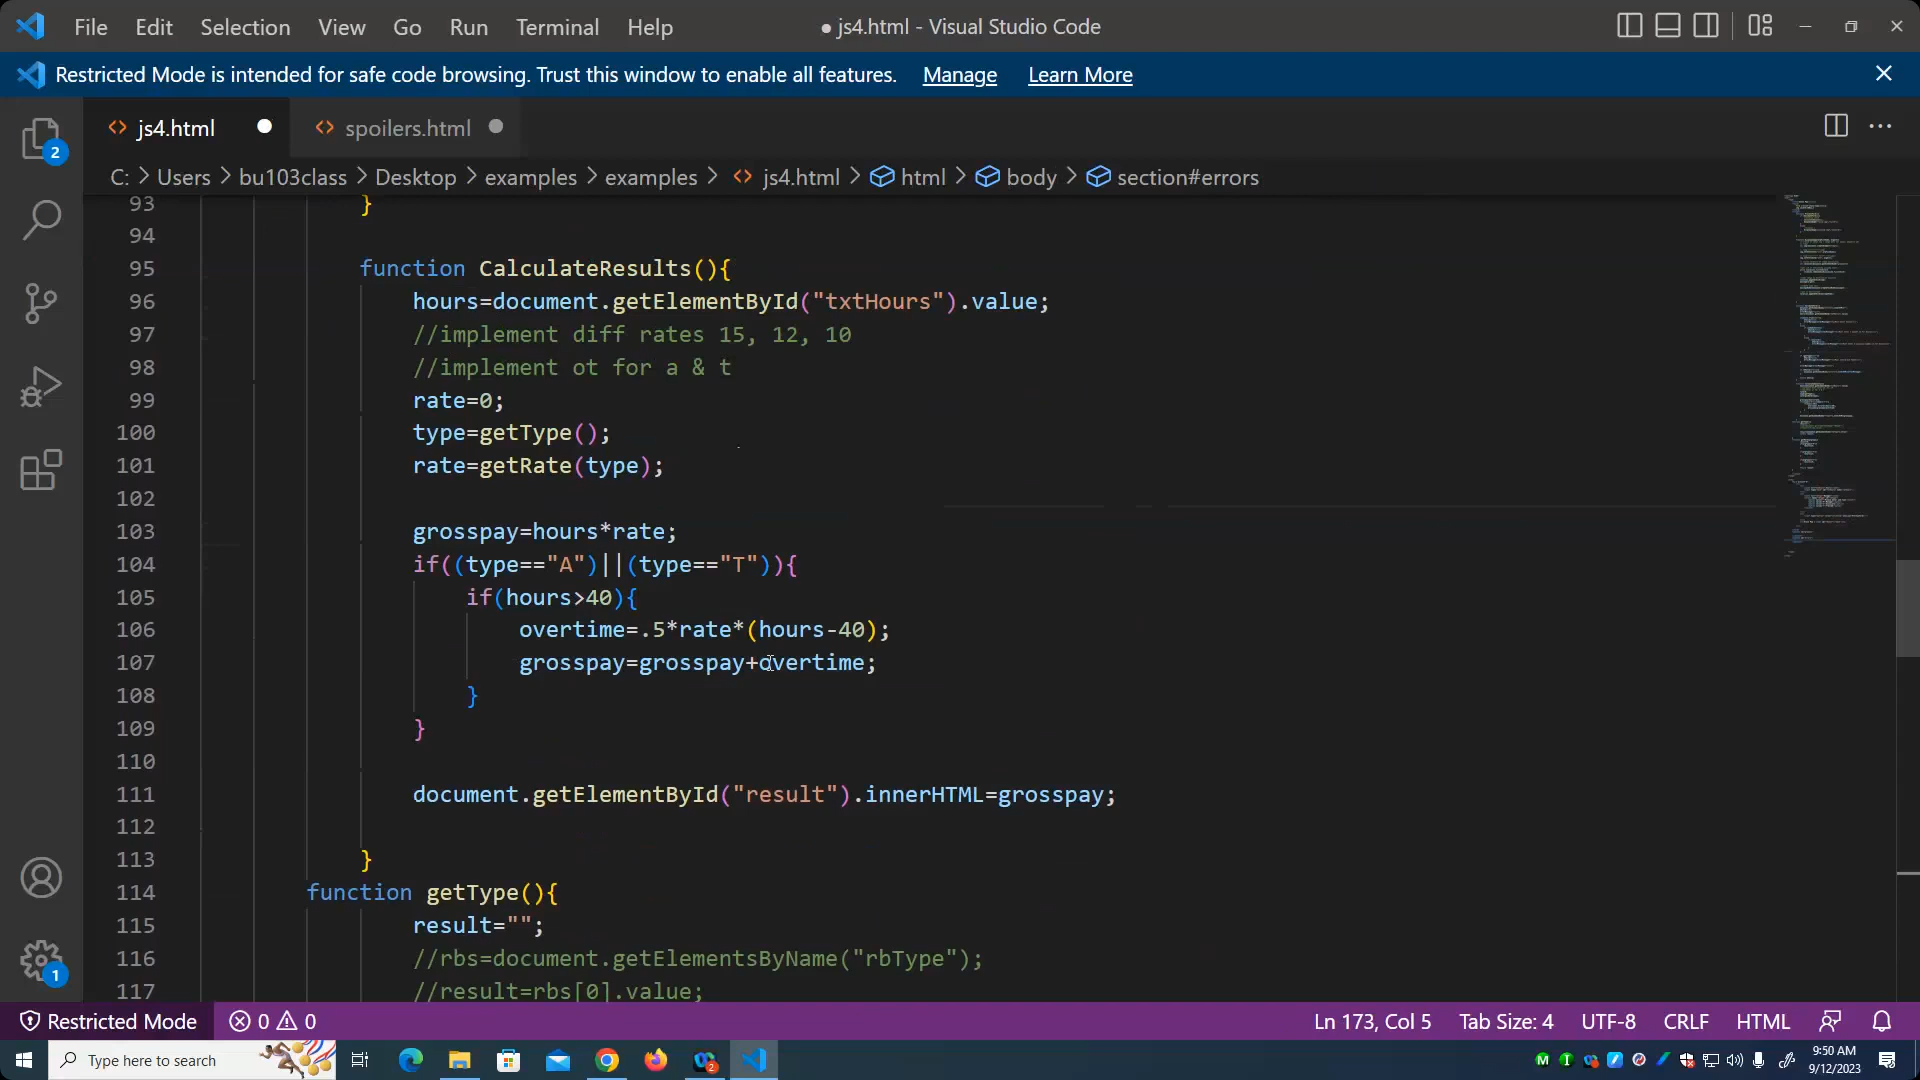 File Edit Selection View Go Run Terminal Help ● js4.html - Visual Studio Code
Restricted Mode is intended for safe code browsing. Trust this window to enable all features. Manage Learn More
js4.html spoilers.html
2
C: > Users > bu103class > Desktop > examples > examples > js4.html > html > body > section#errors
93 }
94
95 function CalculateResults(){
96 hours=document.getElementById("txtHours").value;
97 //implement diff rates 15, 12, 10
98 //implement ot for a & t
99 rate=0;
100 type=getType();
101 rate=getRate(type);
102
103 grosspay=hours*rate;
104 if((type=="A")||(type=="T")){
105 if(hours>40){
106 overtime=.5*rate*(hours-40);
107 grosspay=grosspay+overtime;
108 }
109 }
110
111 document.getElementById("result").innerHTML=grosspay;
112
113 }
114 function getType(){
115 result="";
116 //rbs=document.getElementsByName("rbType");
117 //result=rbs[0].value;
1
Restricted Mode 0 0 Ln 173, Col 5 Tab Size: 4 UTF-8 CRLF HTML
Type here to search 2 9:50 AM
9/12/2023